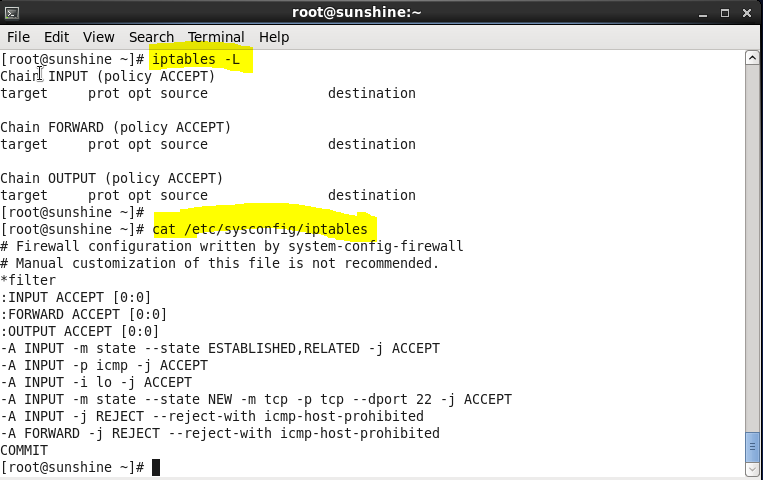 root@sunshine:~
File Edit View Search Terminal Help
[root@sunshine ~]# iptables -L
Chain INPUT (policy ACCEPT)
target     prot opt source               destination
Chain FORWARD (policy ACCEPT)
target     prot opt source               destination
Chain OUTPUT (policy ACCEPT)
target     prot opt source               destination
[root@sunshine ~]#
[root@sunshine ~]# cat /etc/sysconfig/iptables
# Firewall configuration written by system-config-firewall
# Manual customization of this file is not recommended.
*filter
:INPUT ACCEPT [0:0]
:FORWARD ACCEPT [0:0]
:OUTPUT ACCEPT [0:0]
-A INPUT -m state --state ESTABLISHED,RELATED -j ACCEPT
-A INPUT -p icmp -j ACCEPT
-A INPUT -i lo -j ACCEPT
-A INPUT -m state --state NEW -m tcp -p tcp --dport 22 -j ACCEPT
-A INPUT -j REJECT --reject-with icmp-host-prohibited
-A FORWARD -j REJECT --reject-with icmp-host-prohibited
COMMIT
[root@sunshine ~]#